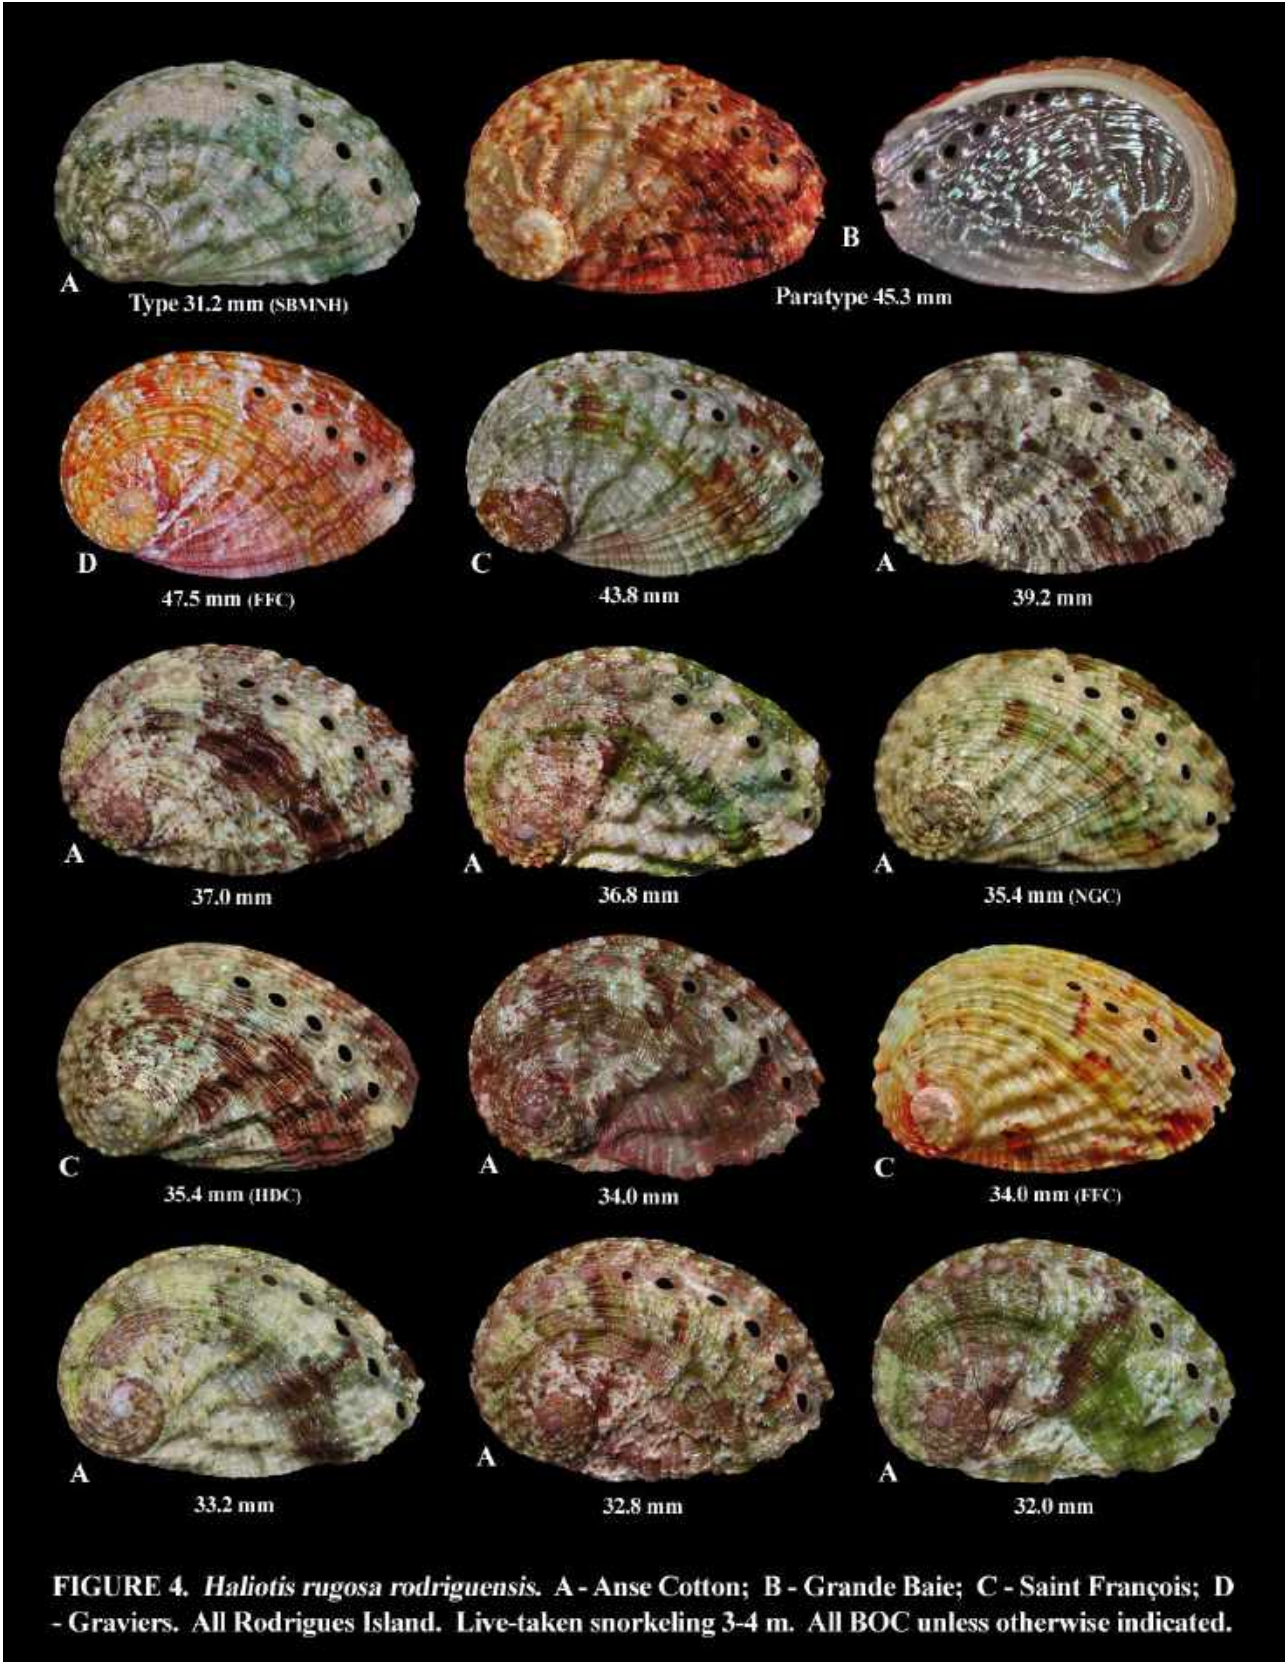 A
Type 31.2 mm (SBMNH)
B
Paratype 45.3 mm
D
47.5 mm (FFC)
C
43.8 mm
A
39.2 mm
A
37.0 mm
A
36.8 mm
A
35.4 mm (NGC)
C
35.4 mm (HDC)
A
34.0 mm
C
34.0 mm (FFC)
A
33.2 mm
A
32.8 mm
A
32.0 mm
FIGURE 4. Haliotis rugosa rodriguensis. A - Anse Cotton; B - Grande Baie; C - Saint François; D
- Graviers. All Rodrigues Island. Live-taken snorkeling 3-4 m. All BOC unless otherwise indicated.